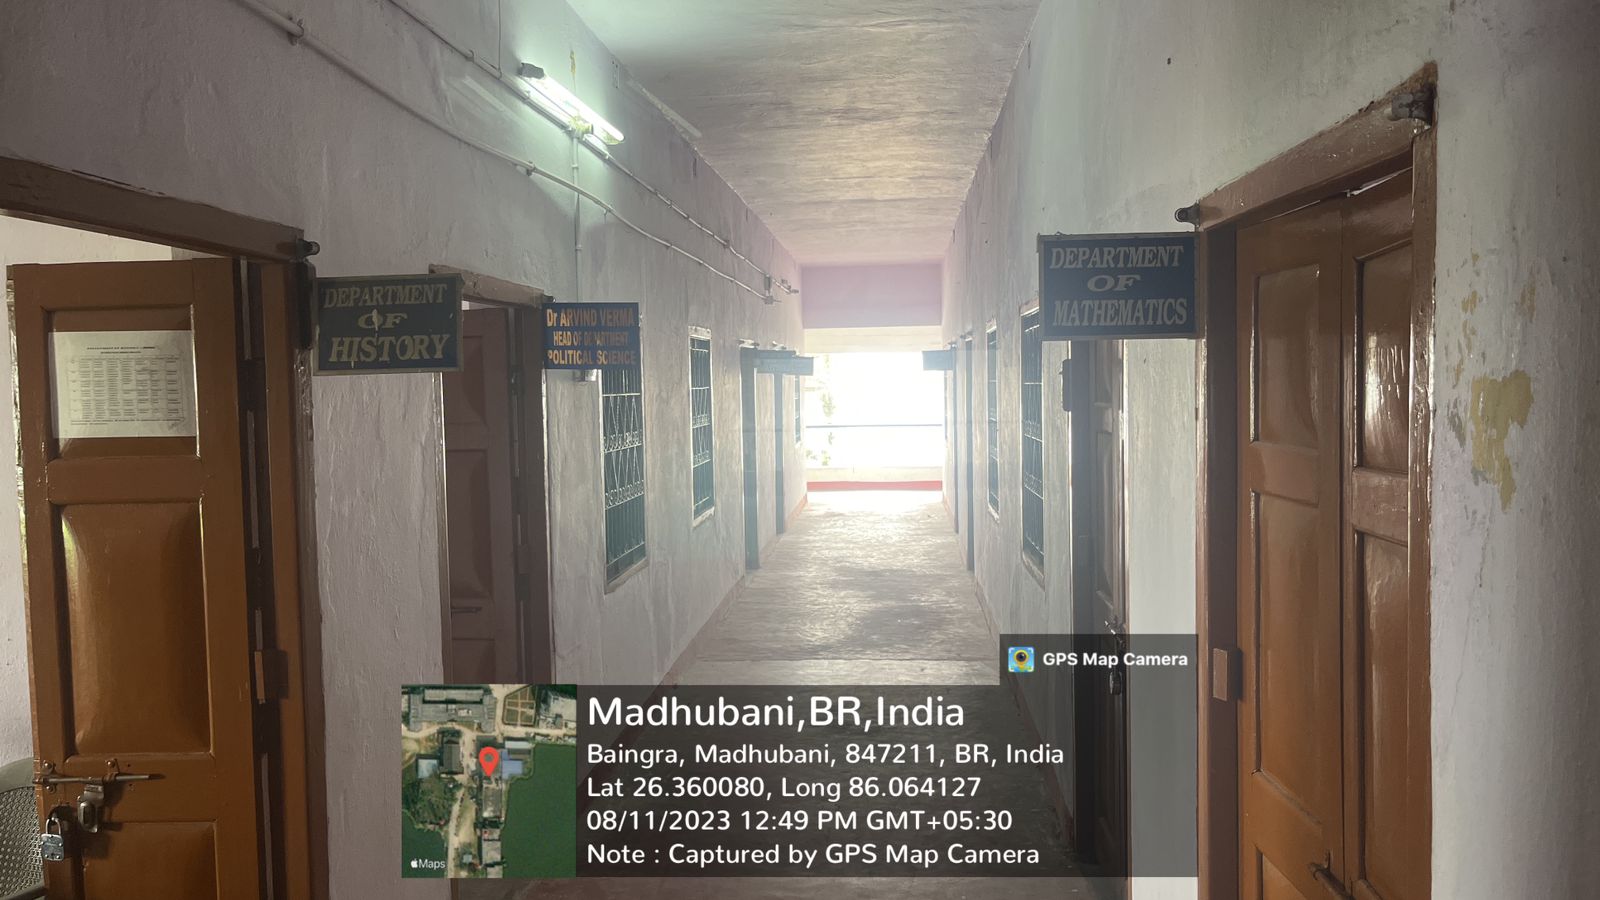 DEPARTMENT
OF
HISTORY
Dr ARVIND VERMA
HEAD OF DEPARTMENT
POLITICAL SCIENCE
DEPARTMENT
OF
MATHEMATICS
GPS Map Camera
Madhubani,BR,India
Baingra, Madhubani, 847211, BR, India
Lat 26.360080, Long 86.064127
08/11/2023 12:49 PM GMT+05:30
Note : Captured by GPS Map Camera
Maps